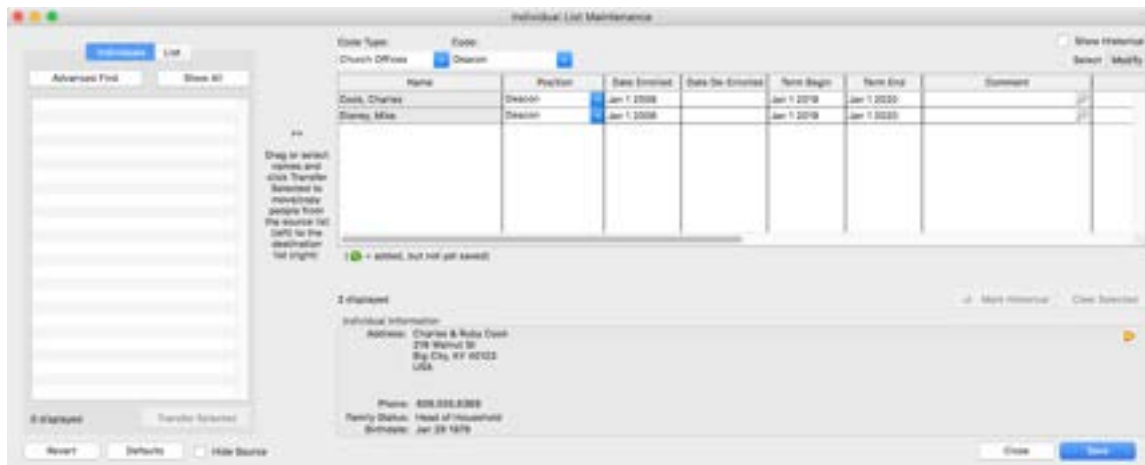 Individual List Maintenance
Individuals List
Advanced Find Show All
Drag or select
names and
click Transfer
Selected to
move/copy
people from
the source list
(left) to the
destination
list (right)
0 displayed Transfer Selected
Revert Defaults Hide Source
Code Type: Code:
Church Offices Deacon
Show Historical
Select Modify
Name Position Date Enrolled Date De-Enrolled Term Begin Term End Comment
Cook, Charles Deacon Jan 1 2008 Jan 1 2019 Jan 1 2020
Disney, Mike Deacon Jan 1 2008 Jan 1 2019 Jan 1 2020
= added, but not yet saved)
2 displayed Mark Historical Clear Selected
Individual Information
Address: Charles & Ruby Cook
Walnut St
Big City, KY
USA
Phone:
Family Status: Head of Household
Birthdate: Jan 29 1979
Close Save